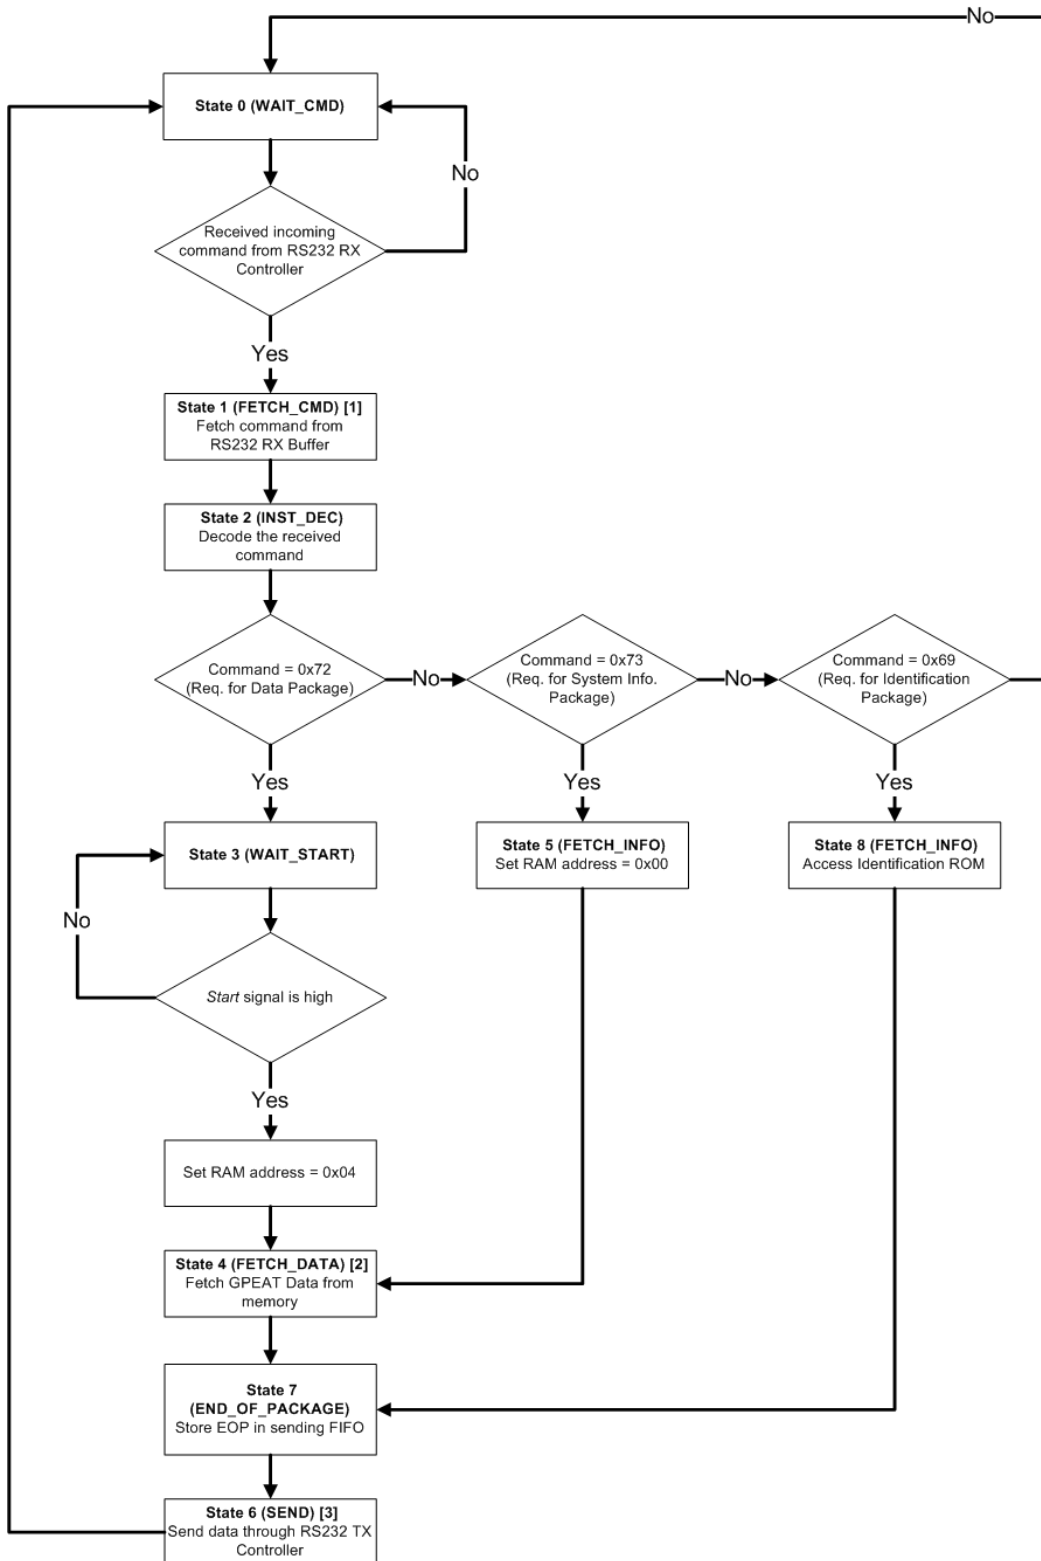 No
State 0 (WAIT_CMD)
No
Received incoming
command from RS232 RX
Controller
Yes
State 1 (FETCH_CMD) [1]
Fetch command from
RS232 RX Buffer
State 2 (INST_DEC)
Decode the received
command
Command = 0x72
(Req. for Data Package)
No
Command = 0x73
(Req. for System Info.
Package)
No
Command = 0x69
(Req. for Identification
Package)
Yes
Yes
Yes
State 3 (WAIT_START)
State 5 (FETCH_INFO)
Set RAM address = 0x00
State 8 (FETCH_INFO)
Access Identification ROM
No
Start signal is high
Yes
Set RAM address = 0x04
State 4 (FETCH_DATA) [2]
Fetch GPEAT Data from
memory
State 7
(END_OF_PACKAGE)
Store EOP in sending FIFO
State 6 (SEND) [3]
Send data through RS232 TX
Controller